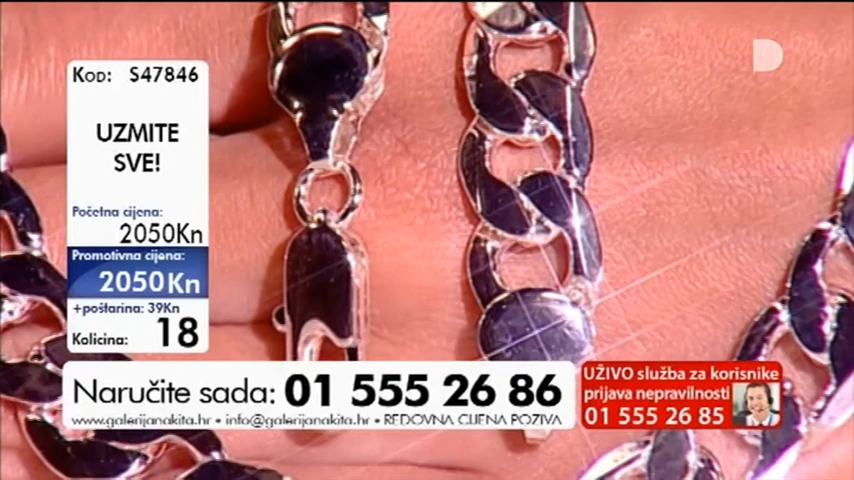 D
Kod: S47846
UZMITE
SVE!
Početna cijena:
2050Kn
Promotivna cijena:
2050Kn
+poštarina: 39Kn
Kolicina: 18
Naručite sada: 01 555 26 86
www.galerijanakita.hr • info@galerijanakita.hr • REDOVNA CIJENA POZIVA
UŽIVO služba za korisnike
prijava nepravilnosti
01 555 26 85